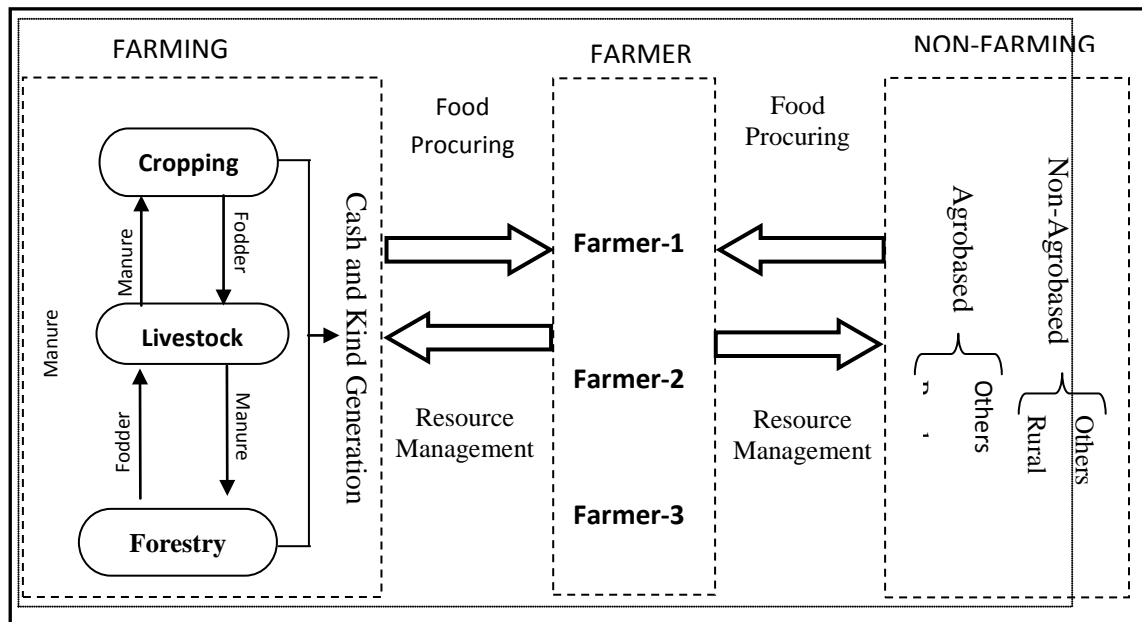 FARMING
FARMER
NON-FARMING
Food
Procuring
Food
Procuring
Cropping
Manure
Fodder
Livestock
Manure
Fodder
Manure
Forestry
Cash and Kind Generation
Farmer-1
Farmer-2
Farmer-3
Resource
Management
Resource
Management
Agrobased
Others
Non-Agrobased
Rural
Others